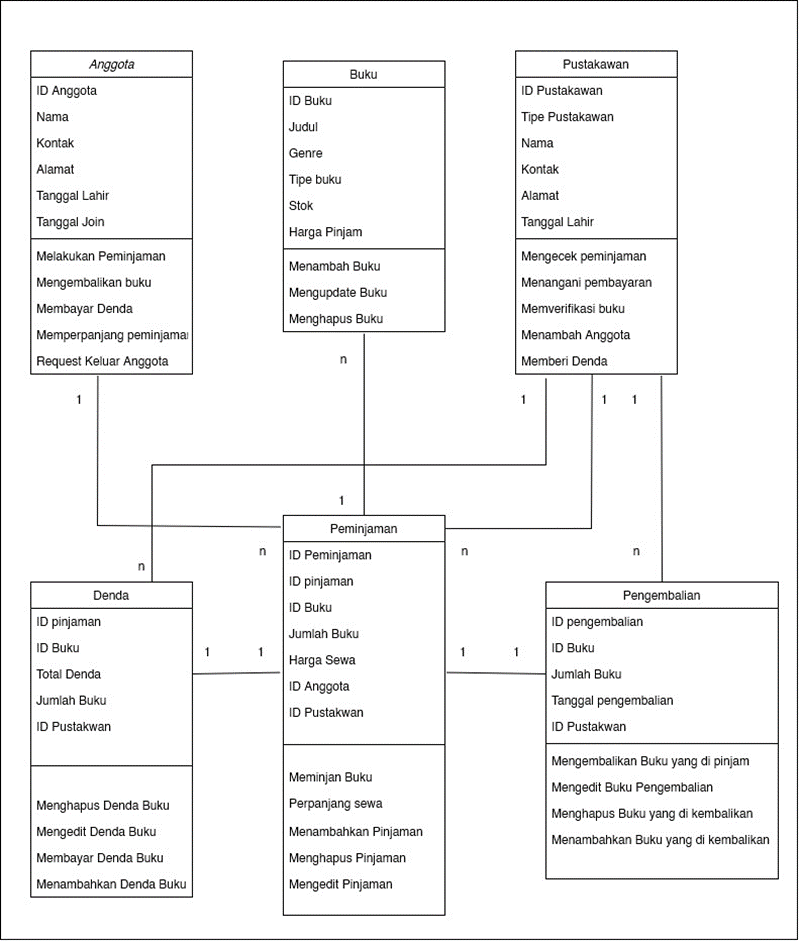 Anggota
ID Anggota
Nama
Kontak
Alamat
Tanggal Lahir
Tanggal Join
Melakukan Peminjaman
Mengembalikan buku
Membayar Denda
Memperpanjang peminjama
Request Keluar Anggota
Buku
ID Buku
Judul
Genre
Tipe buku
Stok
Harga Pinjam
Menambah Buku
Mengupdate Buku
Menghapus Buku
Pustakawan
ID Pustakawan
Tipe Pustakawan
Nama
Kontak
Alamat
Tanggal Lahir
Mengecek peminjaman
Menangani pembayaran
Memverifikasi buku
Menambah Anggota
Memberi Denda
n
1
1
1
1
1
n
n
n
n
Denda
ID pinjaman
ID Buku
Total Denda
Jumlah Buku
ID Pustakwan
Menghapus Denda Buku
Mengedit Denda Buku
Membayar Denda Buku
Menambahkan Denda Buku
1
1
Peminjaman
ID Peminjaman
ID pinjaman
ID Buku
Jumlah Buku
Harga Sewa
ID Anggota
ID Pustakwan
Meminjan Buku
Perpanjang sewa
Menambahkan Pinjaman
Menghapus Pinjaman
Mengedit Pinjaman
1
1
Pengembalian
ID pengembalian
ID Buku
Jumlah Buku
Tanggal pengembalian
ID Pustakwan
Mengembalikan Buku yang di pinjam
Mengedit Buku Pengembalian
Menghapus Buku yang di kembalikan
Menambahkan Buku yang di kembalikan